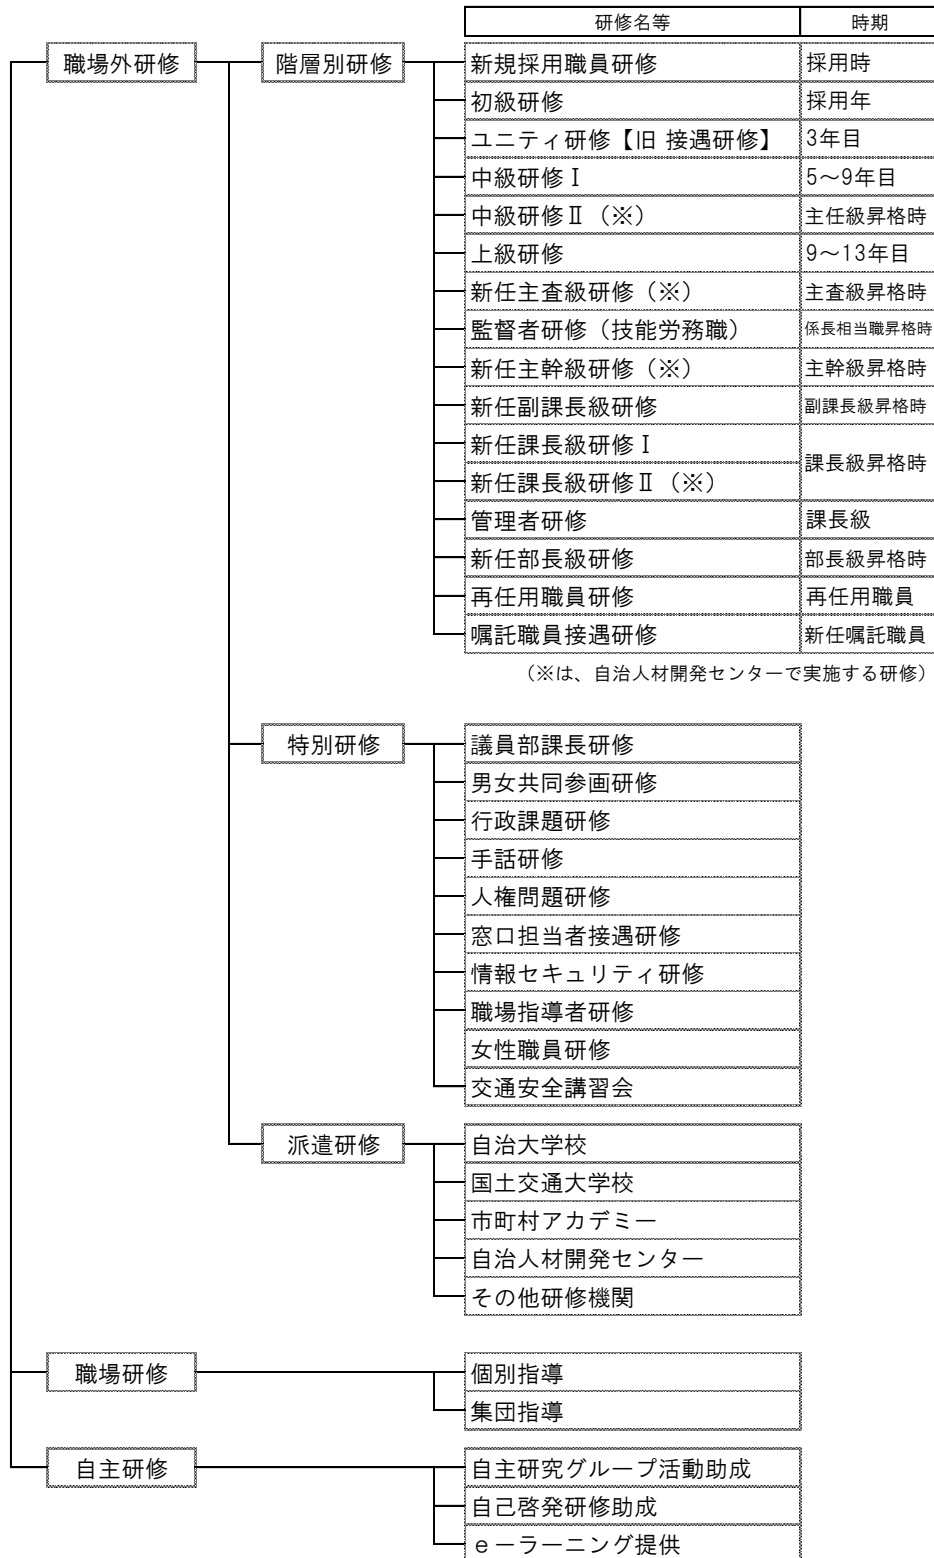 研修名等 時期
職場外研修 階層別研修 新規採用職員研修 採用時
初級研修 採用年
ユニティ研修【旧 接遇研修】 3年目
中級研修Ⅰ 5～9年目
中級研修Ⅱ（※） 主任級昇格時
上級研修 9～13年目
新任主査級研修（※） 主査級昇格時
監督者研修（技能労務職） 係長相当職昇格時
新任主幹級研修（※） 主幹級昇格時
新任副課長級研修 副課長級昇格時
新任課長級研修Ⅰ 課長級昇格時
新任課長級研修Ⅱ（※）
管理者研修 課長級
新任部長級研修 部長級昇格時
再任用職員研修 再任用職員
嘱託職員接遇研修 新任嘱託職員
（※は、自治人材開発センターで実施する研修）
特別研修 議員部課長研修
男女共同参画研修
行政課題研修
手話研修
人権問題研修
窓口担当者接遇研修
情報セキュリティ研修
職場指導者研修
女性職員研修
交通安全講習会
派遣研修 自治大学校
国土交通大学校
市町村アカデミー
自治人材開発センター
その他研修機関
職場研修 個別指導
集団指導
自主研修 自主研究グループ活動助成
自己啓発研修助成
ｅーラーニング提供